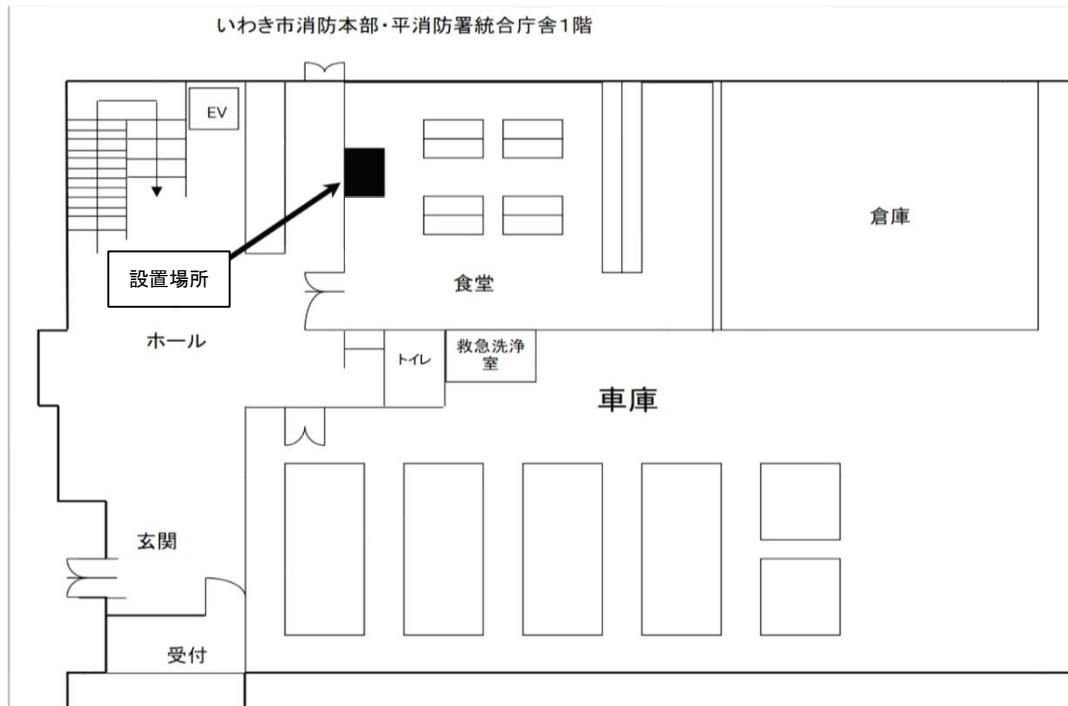 いわき市消防本部・平消防署統合庁舎1階
EV
倉庫
設置場所
食堂
ホール
トイレ
救急洗浄
室
車庫
玄関
受付